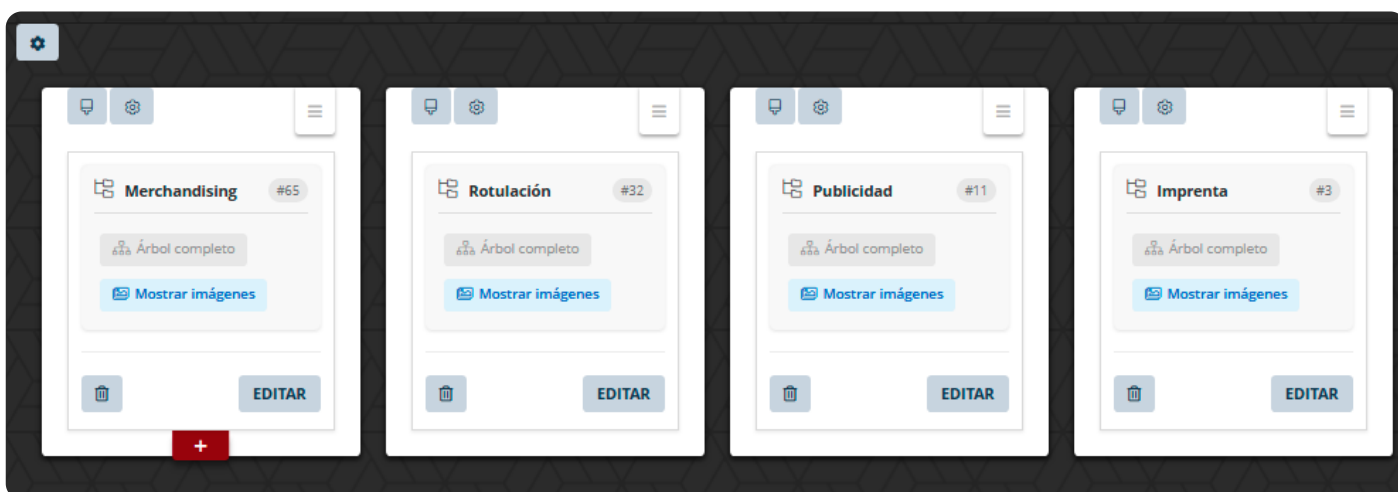 Merchandising #65
Árbol completo
Mostrar imágenes
EDITAR
+
Rotulación #32
Árbol completo
Mostrar imágenes
EDITAR
Publicidad #11
Árbol completo
Mostrar imágenes
EDITAR
Imprenta #3
Árbol completo
Mostrar imágenes
EDITAR